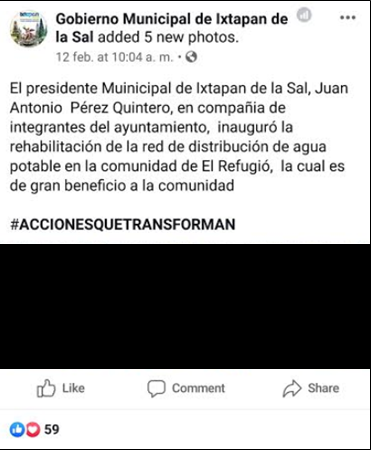 Gobierno Municipal de Ixtapan de
la Sal added 5 new photos.
12 feb. at 10:04 a. m. •
El presidente Muinicipal de Ixtapan de la Sal, Juan
Antonio Pérez Quintero, en compañia de
integrantes del ayuntamiento, inauguró la
rehabilitación de la red de distribución de agua
potable en la comunidad de El Refugió, la cual es
de gran beneficio a la comunidad
#ACCIONESQUETRANSFORMAN
Like Comment Share
59